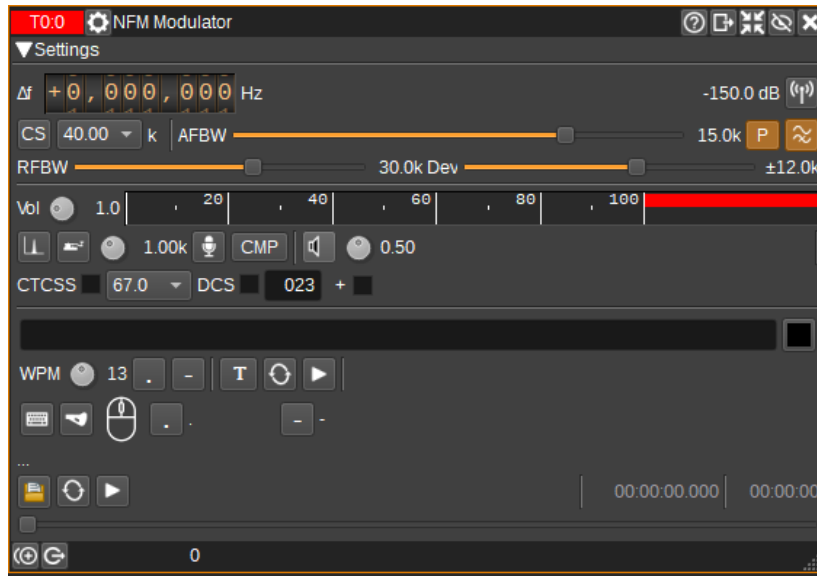 T0:0 NFM Modulator
Settings
Δf +0,000,000 Hz -150.0 dB
CS 40.00 k AFBW 15.0k P
RFBW 30.0k Dev ±12.0k
Vol 1.0 20 40 60 80 100
1.00k CMP 0.50
CTCSS 67.0 DCS 023 +
WPM 13 . - T
. . - -
...
00:00:00.000 00:00:00
0